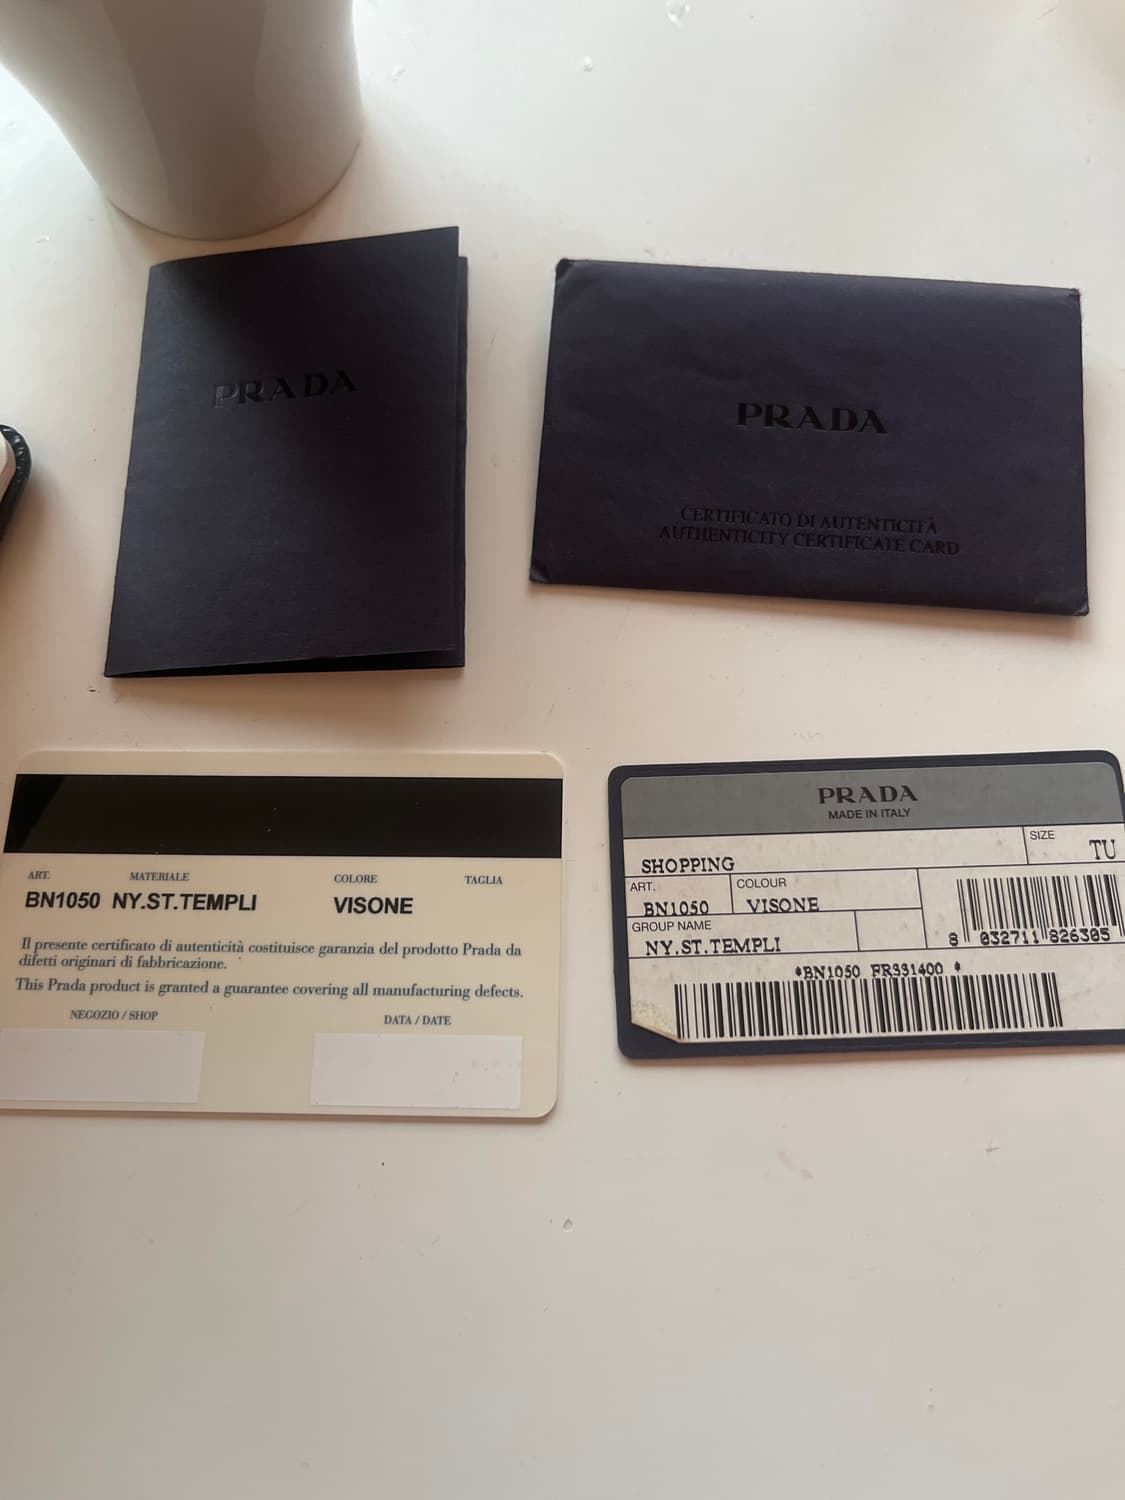 PRADA
PRADA
CERTIFICATO DI AUTENTICITÀ
AUTHENTICITY CERTIFICATE CARD
ART. MATERIALE COLORE TAGLIA
BN1050 NY.ST.TEMPLI VISONE
Il presente certificato di autenticità costituisce garanzia del prodotto Prada da
difetti originari di fabbricazione.
This Prada product is granted a guarantee covering all manufacturing defects.
NEGOZIO / SHOP DATA / DATE
PRADA
MADE IN ITALY
SHOPPING
SIZE
TU
ART.
BN1050
COLOUR
VISONE
GROUP NAME
NY.ST.TEMPLI
8 032711 826305
*BN1050 FR331400 *